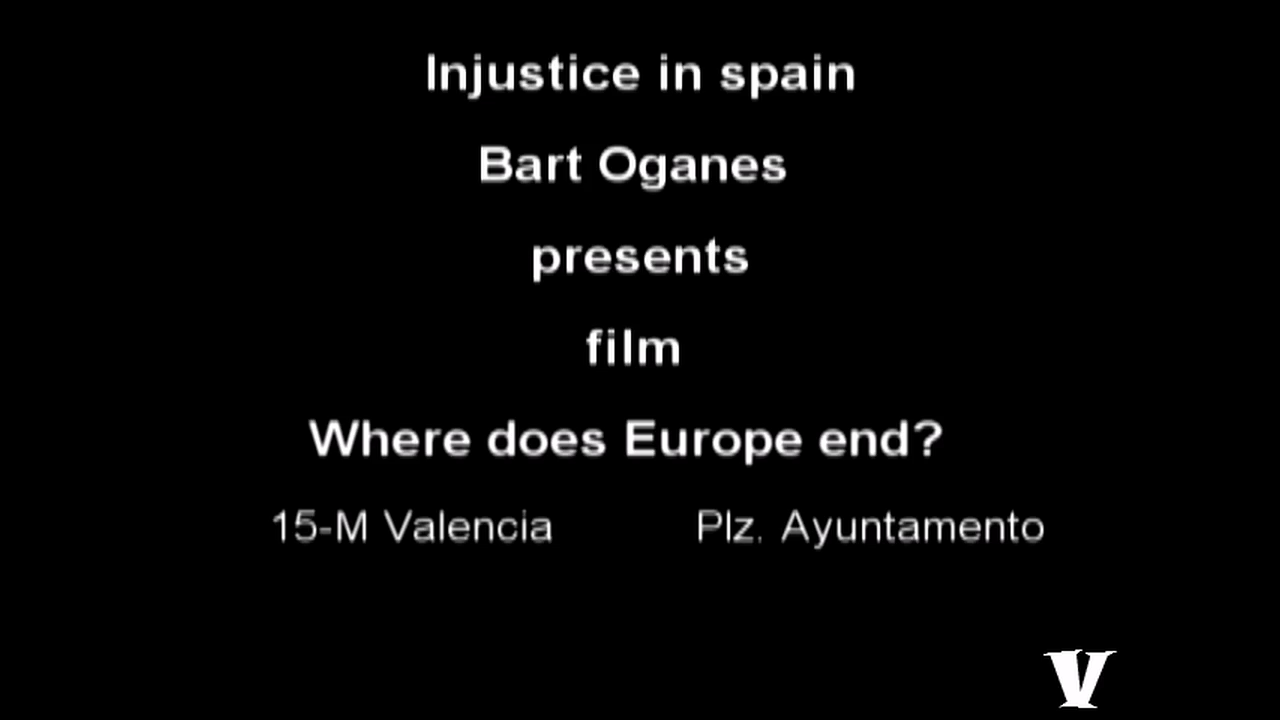 Injustice in spain
Bart Oganes
presents
film
Where does Europe end?
15-M Valencia Plz. Ayuntamento
V